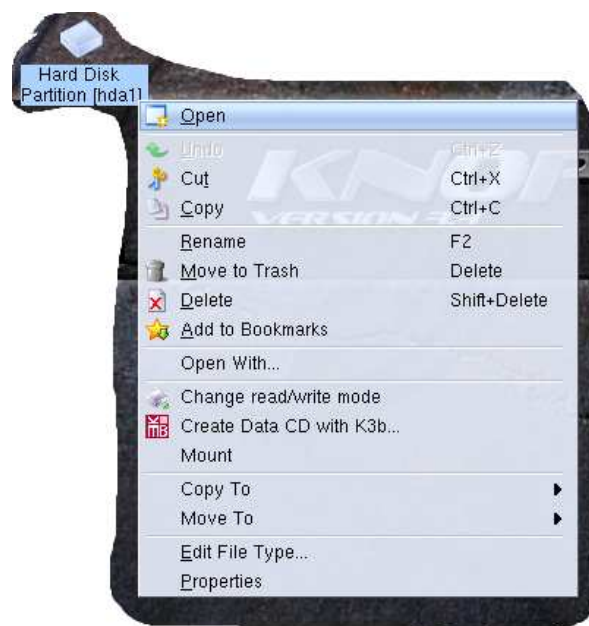 Hard Disk
Partition [hda1]
Open
Undo Ctrl+Z
Cut Ctrl+X
Copy Ctrl+C
VERSION
Rename F2
Move to Trash Delete
Delete Shift+Delete
Add to Bookmarks
Open With...
Change read/write mode
Create Data CD with K3b...
Mount
Copy To
Move To
Edit File Type...
Properties